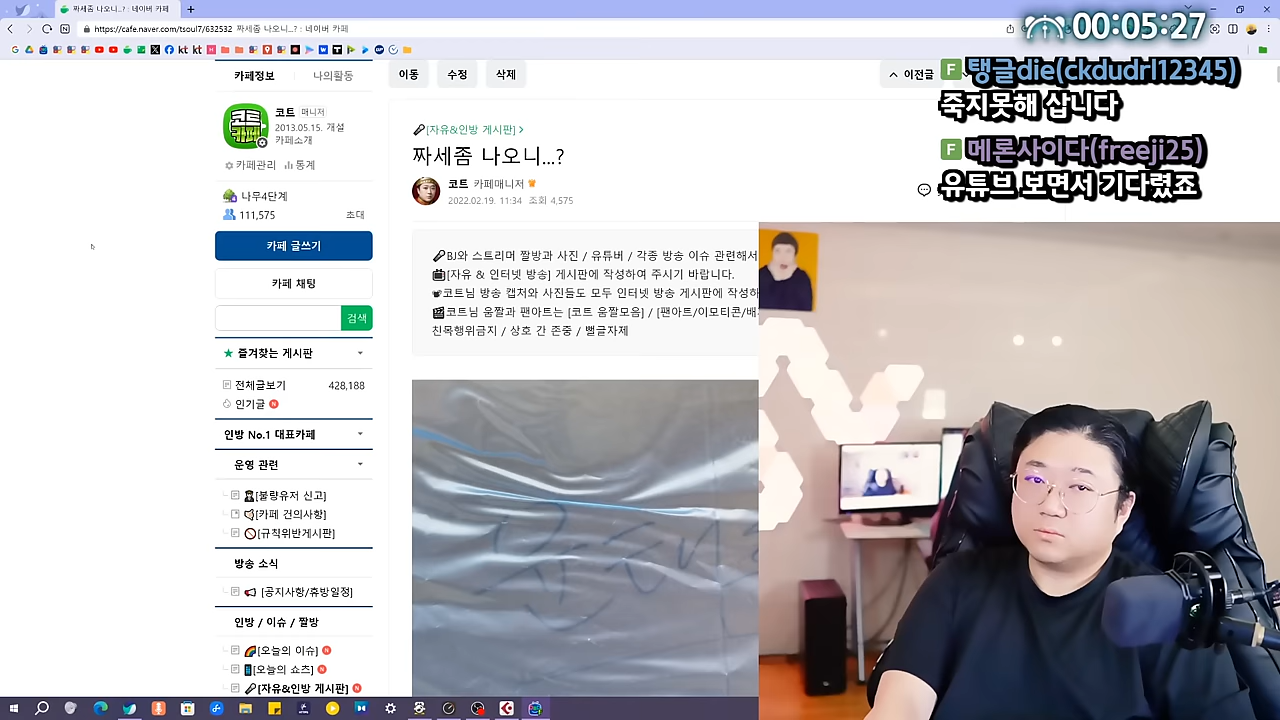 짜세좀 나오니...? : 네이버 카페
https://cafe.naver.com/tsoul7/632532 짜세좀 나오니...? : 네이버 카페
00:05:27
카페정보
나의활동
이동
수정
삭제
이전글
F 탱글die(ckdudrl12345)
죽지못해 삽니다
F 메론사이다(freeji25)
유튜브 보면서 기다렸죠
코트
카페
코트 매니저
2013.05.15. 개설
카페소개
카페관리
통계
나무4단계
111,575
초대
카페 글쓰기
카페 채팅
검색
즐겨찾는 게시판
전체글보기 428,188
인기글 N
인방 No.1 대표카페
운영 관련
[불량유저 신고]
[카페 건의사항]
[규칙위반게시판]
방송 소식
[공지사항/휴방일정]
인방 / 이슈 / 짤방
[오늘의 이슈] N
[오늘의 쇼츠] N
[자유&인방 게시판] N
[자유&인방 게시판]
짜세좀 나오니...?
코트 카페매니저
2022.02.19. 11:34 조회 4,575
BJ와 스트리머 짤방과 사진 / 유튜버 / 각종 방송 이슈 관련해서
[자유 & 인터넷 방송] 게시판에 작성하여 주시기 바랍니다.
코트님 방송 캡처와 사진들도 모두 인터넷 방송 게시판에 작성하
코트님 움짤과 팬아트는 [코트 움짤모음] / [팬아트/이모티콘/배
친목행위금지 / 상호 간 존중 / 뻘글자제